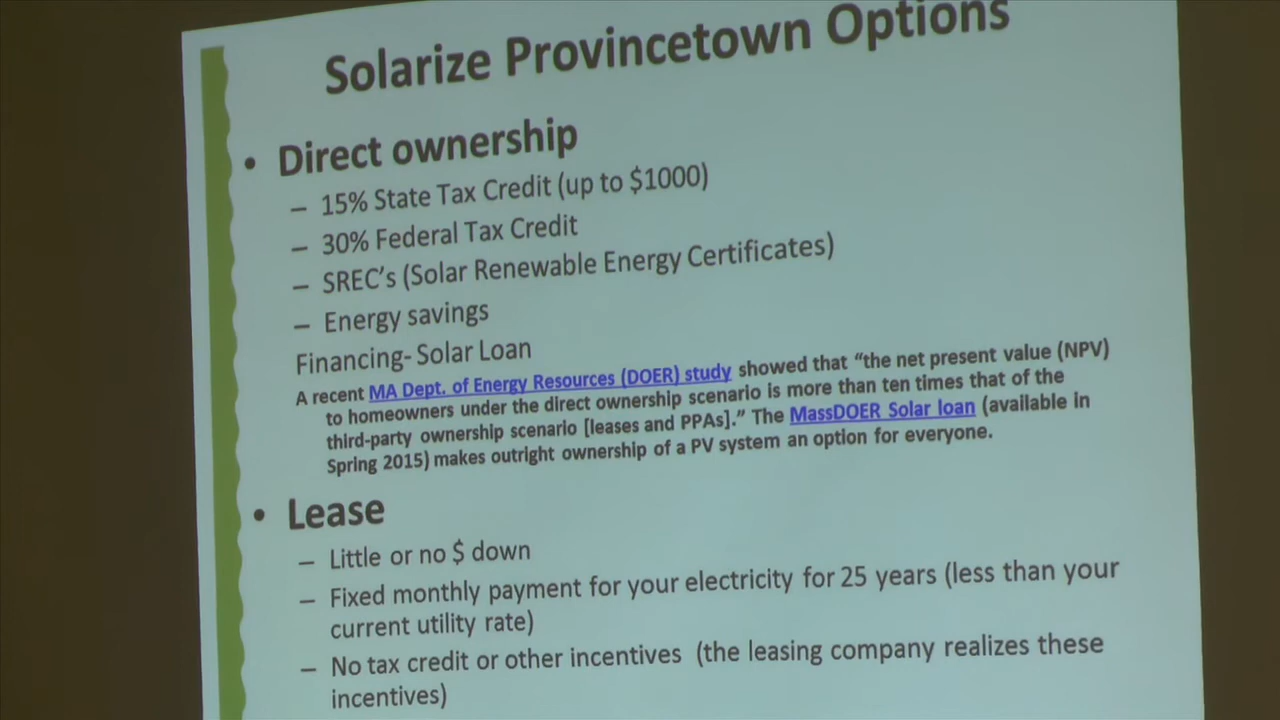 Solarize Provincetown Options
• Direct ownership
– 15% State Tax Credit (up to $1000)
– 30% Federal Tax Credit
– SREC's (Solar Renewable Energy Certificates)
– Energy savings
Financing- Solar Loan
A recent MA Dept. of Energy Resources (DOER) study showed that “the net present value (NPV)
to homeowners under the direct ownership scenario is more than ten times that of the
third-party ownership scenario [leases and PPAs].” The MassDOER Solar loan (available in
Spring 2015) makes outright ownership of a PV system an option for everyone.
• Lease
– Little or no $ down
– Fixed monthly payment for your electricity for 25 years (less than your
current utility rate)
– No tax credit or other incentives (the leasing company realizes these
incentives)